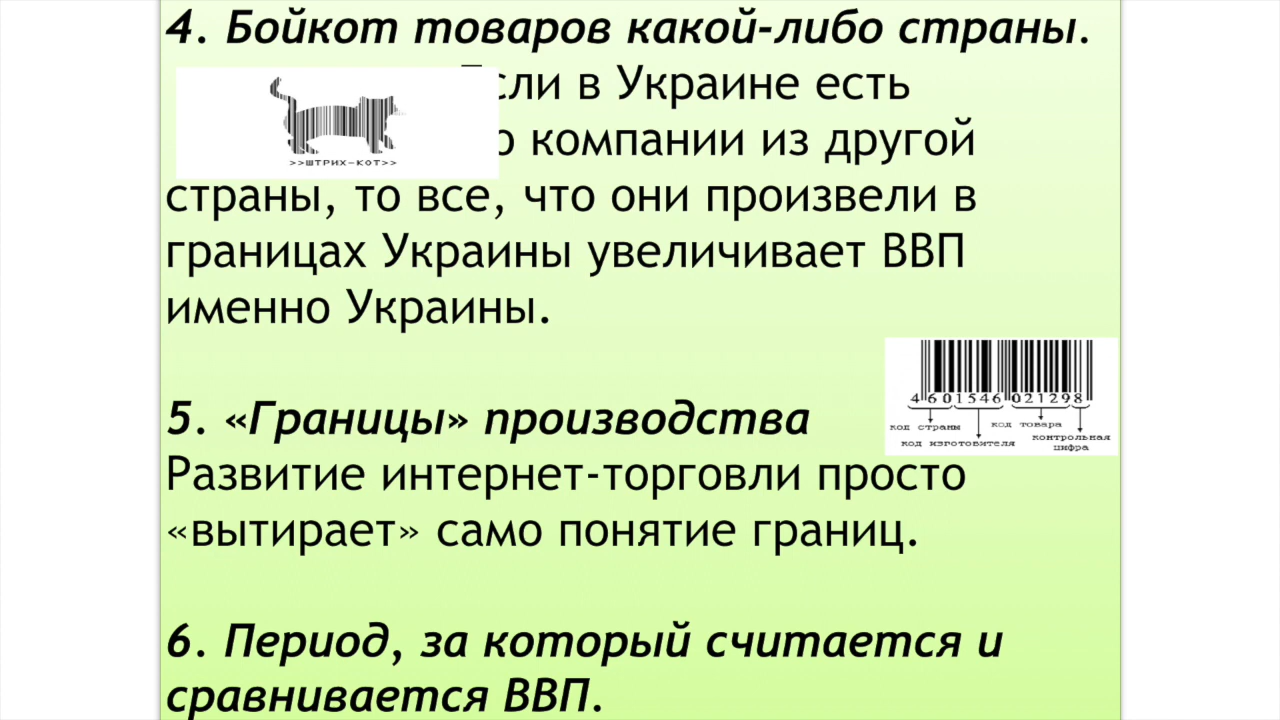 4. Бойкот товаров какой-либо страны.
сли в Украине есть
>>ШТРИХ-КОТ<<
компании из другой
страны, то все, что они произвели в
границах Украины увеличивает ВВП
именно Украины.
4 601546 021298
код страны
код товара
код изготовителя
контрольная
цифра
5. «Границы» производства
Развитие интернет-торговли просто
«вытирает» само понятие границ.
6. Период, за который считается и
сравнивается ВВП.